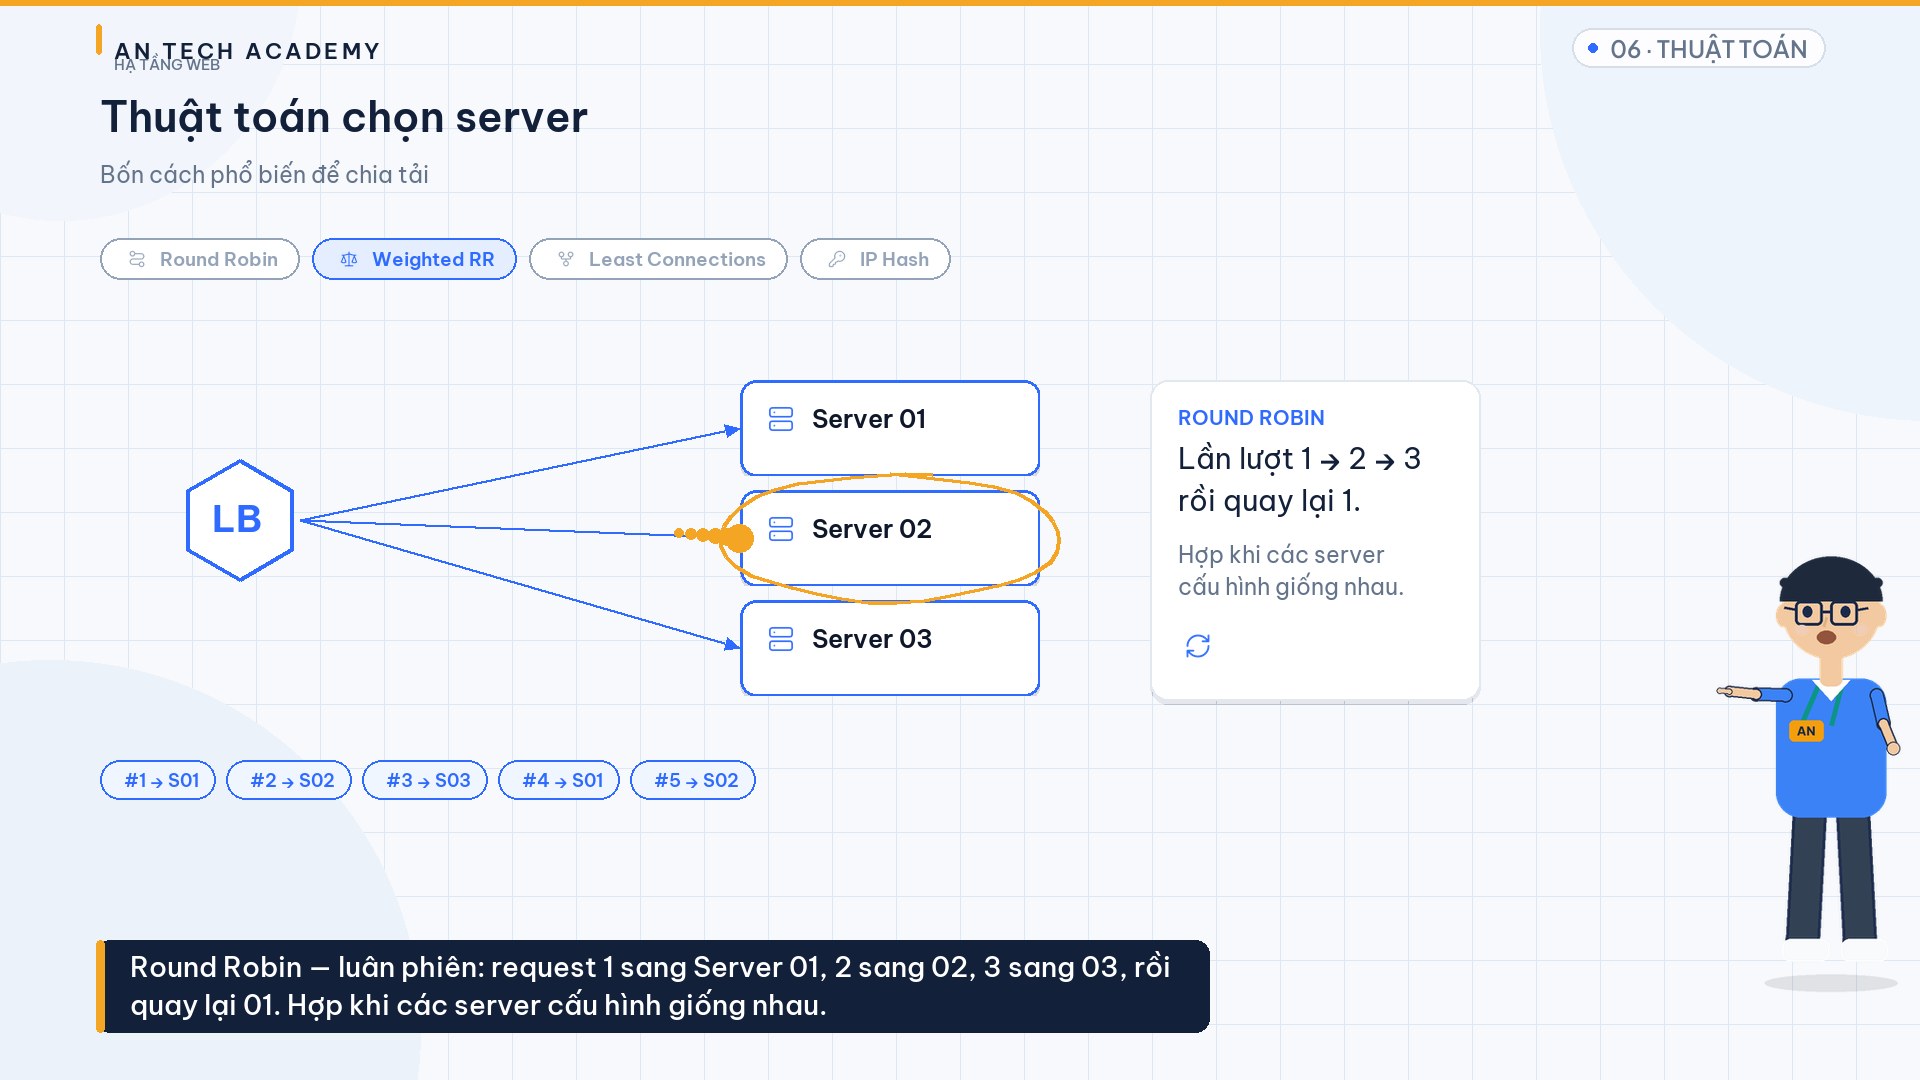 AN TECH ACADEMY
HẠ TẦNG WEB
06 · THUẬT TOÁN
Thuật toán chọn server
Bốn cách phổ biến để chia tải
Round Robin
Weighted RR
Least Connections
IP Hash
LB
Server 01
Server 02
Server 03
ROUND ROBIN
Lần lượt 1 → 2 → 3
rồi quay lại 1.
Hợp khi các server
cấu hình giống nhau.
AN
#1 → S01
#2 → S02
#3 → S03
#4 → S01
#5 → S02
Round Robin — luân phiên: request 1 sang Server 01, 2 sang 02, 3 sang 03, rồi
quay lại 01. Hợp khi các server cấu hình giống nhau.